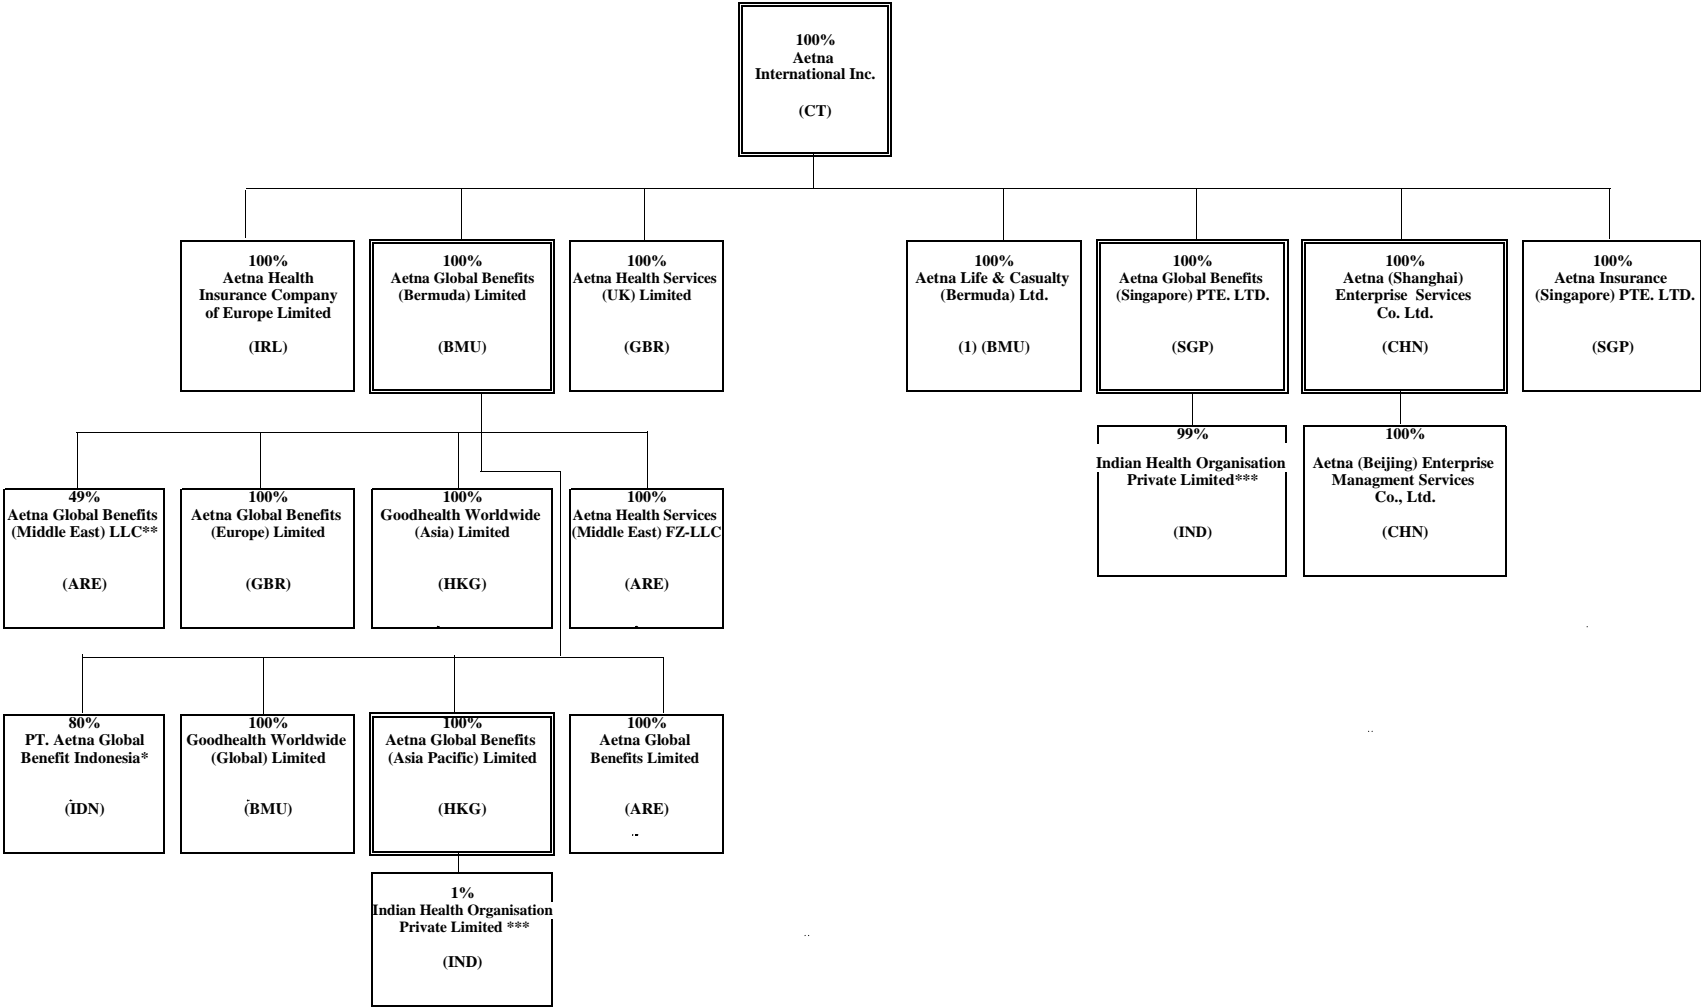 100%
Aetna
International Inc.
(CT)
100%
Aetna Health
Insurance Company
of Europe Limited
(IRL)
100%
Aetna Global Benefits
(Bermuda) Limited
(BMU)
100%
Aetna Health Services
(UK) Limited
(GBR)
100%
Aetna Life & Casualty
(Bermuda) Ltd.
(1) (BMU)
100%
Aetna Global Benefits
(Singapore) PTE. LTD.
(SGP)
100%
Aetna (Shanghai)
Enterprise Services
Co. Ltd.
(CHN)
100%
Aetna Insurance
(Singapore) PTE. LTD.
(SGP)
99%
Indian Health Organisation
Private Limited***
(IND)
100%
Aetna (Beijing) Enterprise
Managment Services
Co., Ltd.
(CHN)
49%
Aetna Global Benefits
(Middle East) LLC**
(ARE)
100%
Aetna Global Benefits
(Europe) Limited
(GBR)
100%
Goodhealth Worldwide
(Asia) Limited
(HKG)
100%
Aetna Health Services
(Middle East) FZ-LLC
(ARE)
80%
PT. Aetna Global
Benefit Indonesia*
(IDN)
100%
Goodhealth Worldwide
(Global) Limited
(BMU)
100%
Aetna Global Benefits
(Asia Pacific) Limited
(HKG)
100%
Aetna Global
Benefits Limited
(ARE)
1%
Indian Health Organisation
Private Limited ***
(IND)